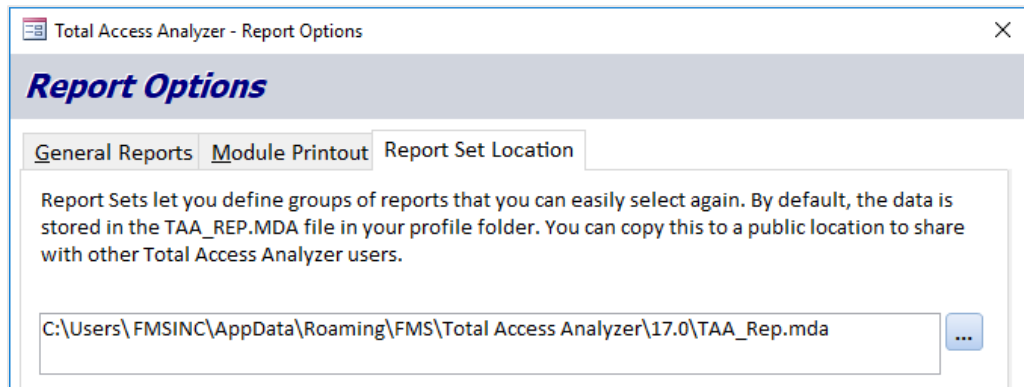 Total Access Analyzer - Report Options
Report Options
General Reports Module Printout Report Set Location
Report Sets let you define groups of reports that you can easily select again. By default, the data is
stored in the TAA_REP.MDA file in your profile folder. You can copy this to a public location to share
with other Total Access Analyzer users.
C:\Users\ FMSINC\AppData\Roaming\FMS\Total Access Analyzer\17.0\TAA_Rep.mda
...